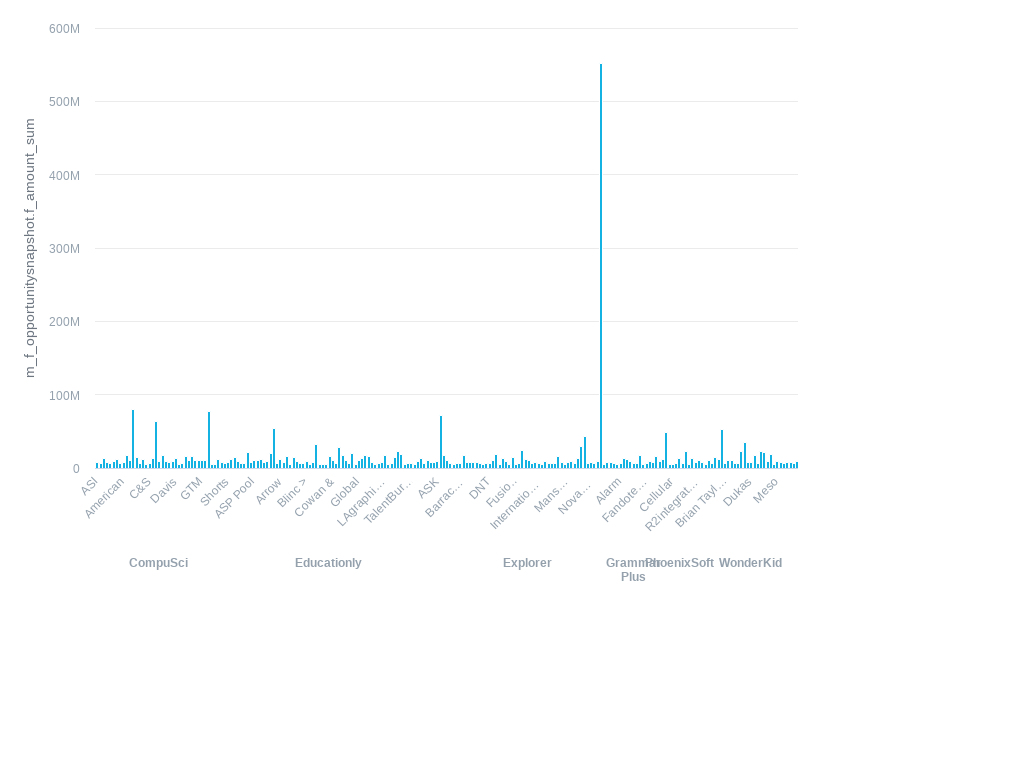 600M
500M
400M
300M
200M
100M
0
m_f_opportunitysnapshot.f_amount_sum
ASI
American
C&S
Davis
GTM
Shorts
ASP Pool
Arrow
Blinc >
Cowan &
Global
LAgraphi...
TalentBur..
ASK
Barrac...
DNT
Fusio..
Internatio...
Mans...
Nova...
Alarm
Fandote...
Cellular
R2integrat...
Brian Tayl...
Dukas
Meso
CompuSci
Educationly
Explorer
Grammar
Plus
PhoenixSoft
WonderKid